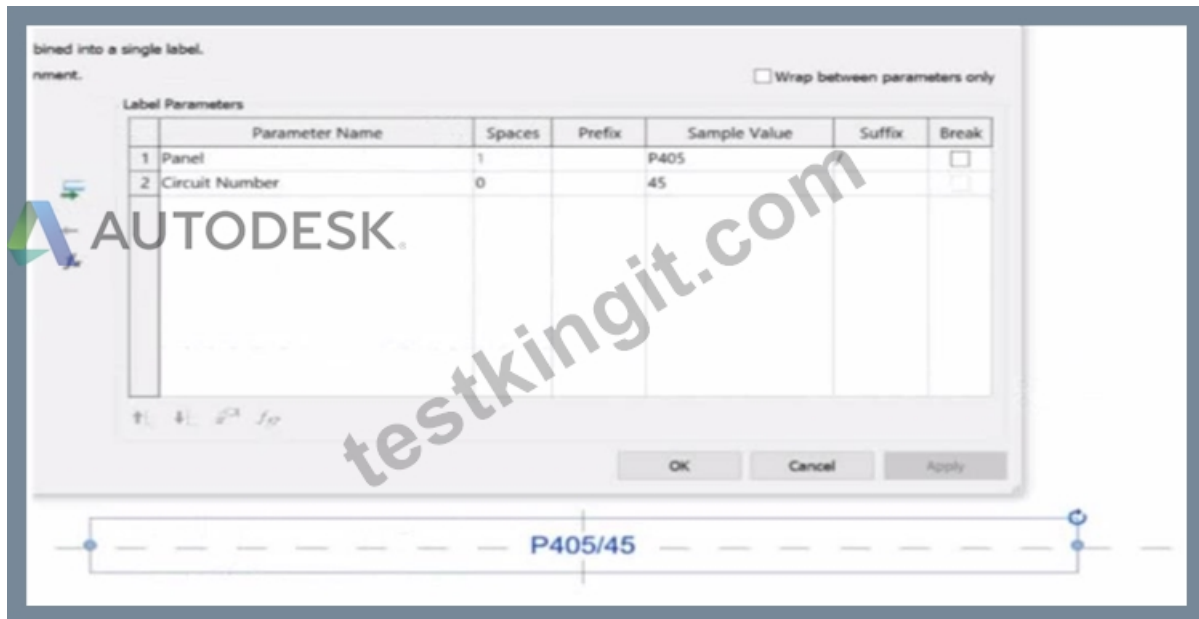 bined into a single label.
nment.
Wrap between parameters only
Label Parameters
Parameter Name Spaces Prefix Sample Value Suffix Break
1 Panel 1 P405 /
2 Circuit Number 0 45
AUTODESK.
testkingit.com
OK Cancel Apply
P405/45